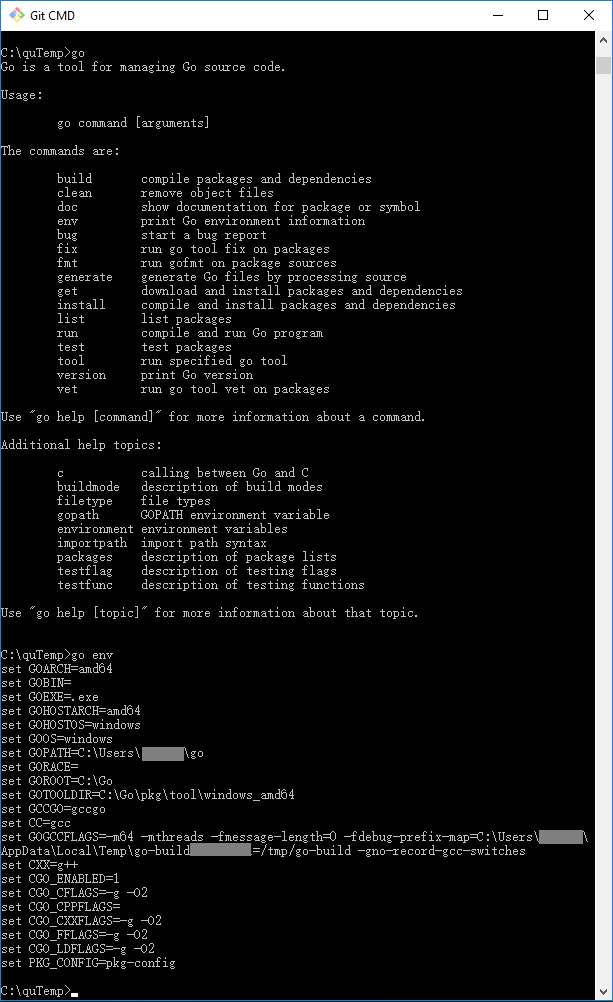 Git CMD
C:\quTemp>go
Go is a tool for managing Go source code.
Usage:
go command [arguments]
The commands are:
build compile packages and dependencies
clean remove object files
doc show documentation for package or symbol
env print Go environment information
bug start a bug report
fix run go tool fix on packages
fmt run gofmt on package sources
generate generate Go files by processing source
get download and install packages and dependencies
install compile and install packages and dependencies
list list packages
run compile and run Go program
test test packages
tool run specified go tool
version print Go version
vet run go tool vet on packages
Use "go help [command]" for more information about a command.
Additional help topics:
c calling between Go and C
buildmode description of build modes
filetype file types
gopath GOPATH environment variable
environment environment variables
importpath import path syntax
packages description of package lists
testflag description of testing flags
testfunc description of testing functions
Use "go help [topic]" for more information about that topic.
C:\quTemp>go env
set GOARCH=amd64
set GOBIN=
set GOEXE=.exe
set GOHOSTARCH=amd64
set GOHOSTOS=windows
set GOOS=windows
set GOPATH=C:\Users\ \go
set GORACE=
set GOROOT=C:\Go
set GOTOOLDIR=C:\Go\pkg\tool\windows_amd64
set GCCGO=gccgo
set CC=gcc
set GOGCCFLAGS=-m64 -mthreads -fmessage-length=0 -fdebug-prefix-map=C:\Users\ \
AppData\Local\Temp\go-build =/tmp/go-build -gno-record-gcc-switches
set CXX=g++
set CGO_ENABLED=1
set CGO_CFLAGS=-g -O2
set CGO_CPPFLAGS=
set CGO_CXXFLAGS=-g -O2
set CGO_FFLAGS=-g -O2
set CGO_LDFLAGS=-g -O2
set PKG_CONFIG=pkg-config
C:\quTemp>